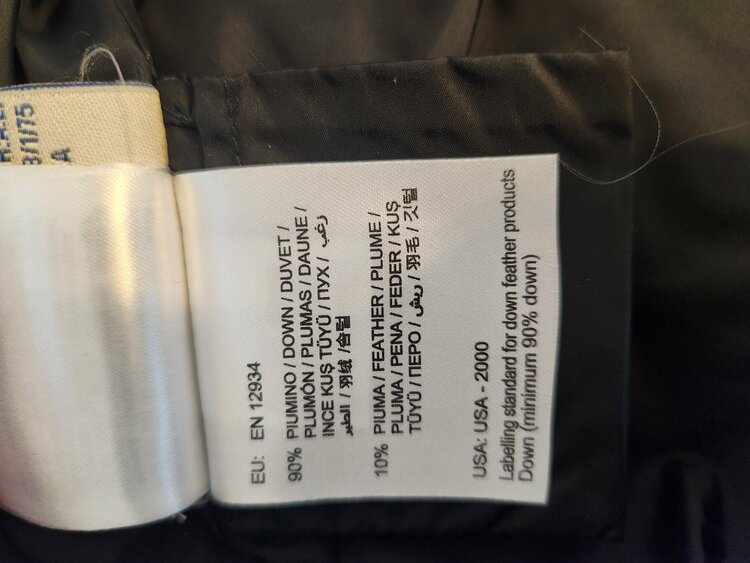 /1/75
A
EU: EN 12934
90% PIUMINO / DOWN / DUVET /
PLUMÓN / PLUMAS / DAUNE /
INCE KUŞ TÜYÜ / ПУХ / زغب
الطير / 羽绒 /솜털
10% PIUMA / FEATHER / PLUME /
PLUMA / PENA / FEDER / KUŞ
TÜYÜ / ПЕРО / ريش / 羽毛 / 깃털
USA: USA - 2000
Labelling standard for down feather products
Down (minimum 90% down)